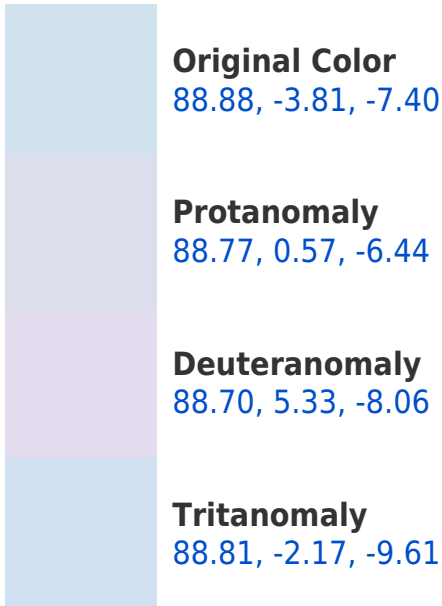 Original Color
88.88, -3.81, -7.40
Protanomaly
88.77, 0.57, -6.44
Deuteranomaly
88.70, 5.33, -8.06
Tritanomaly
88.81, -2.17, -9.61